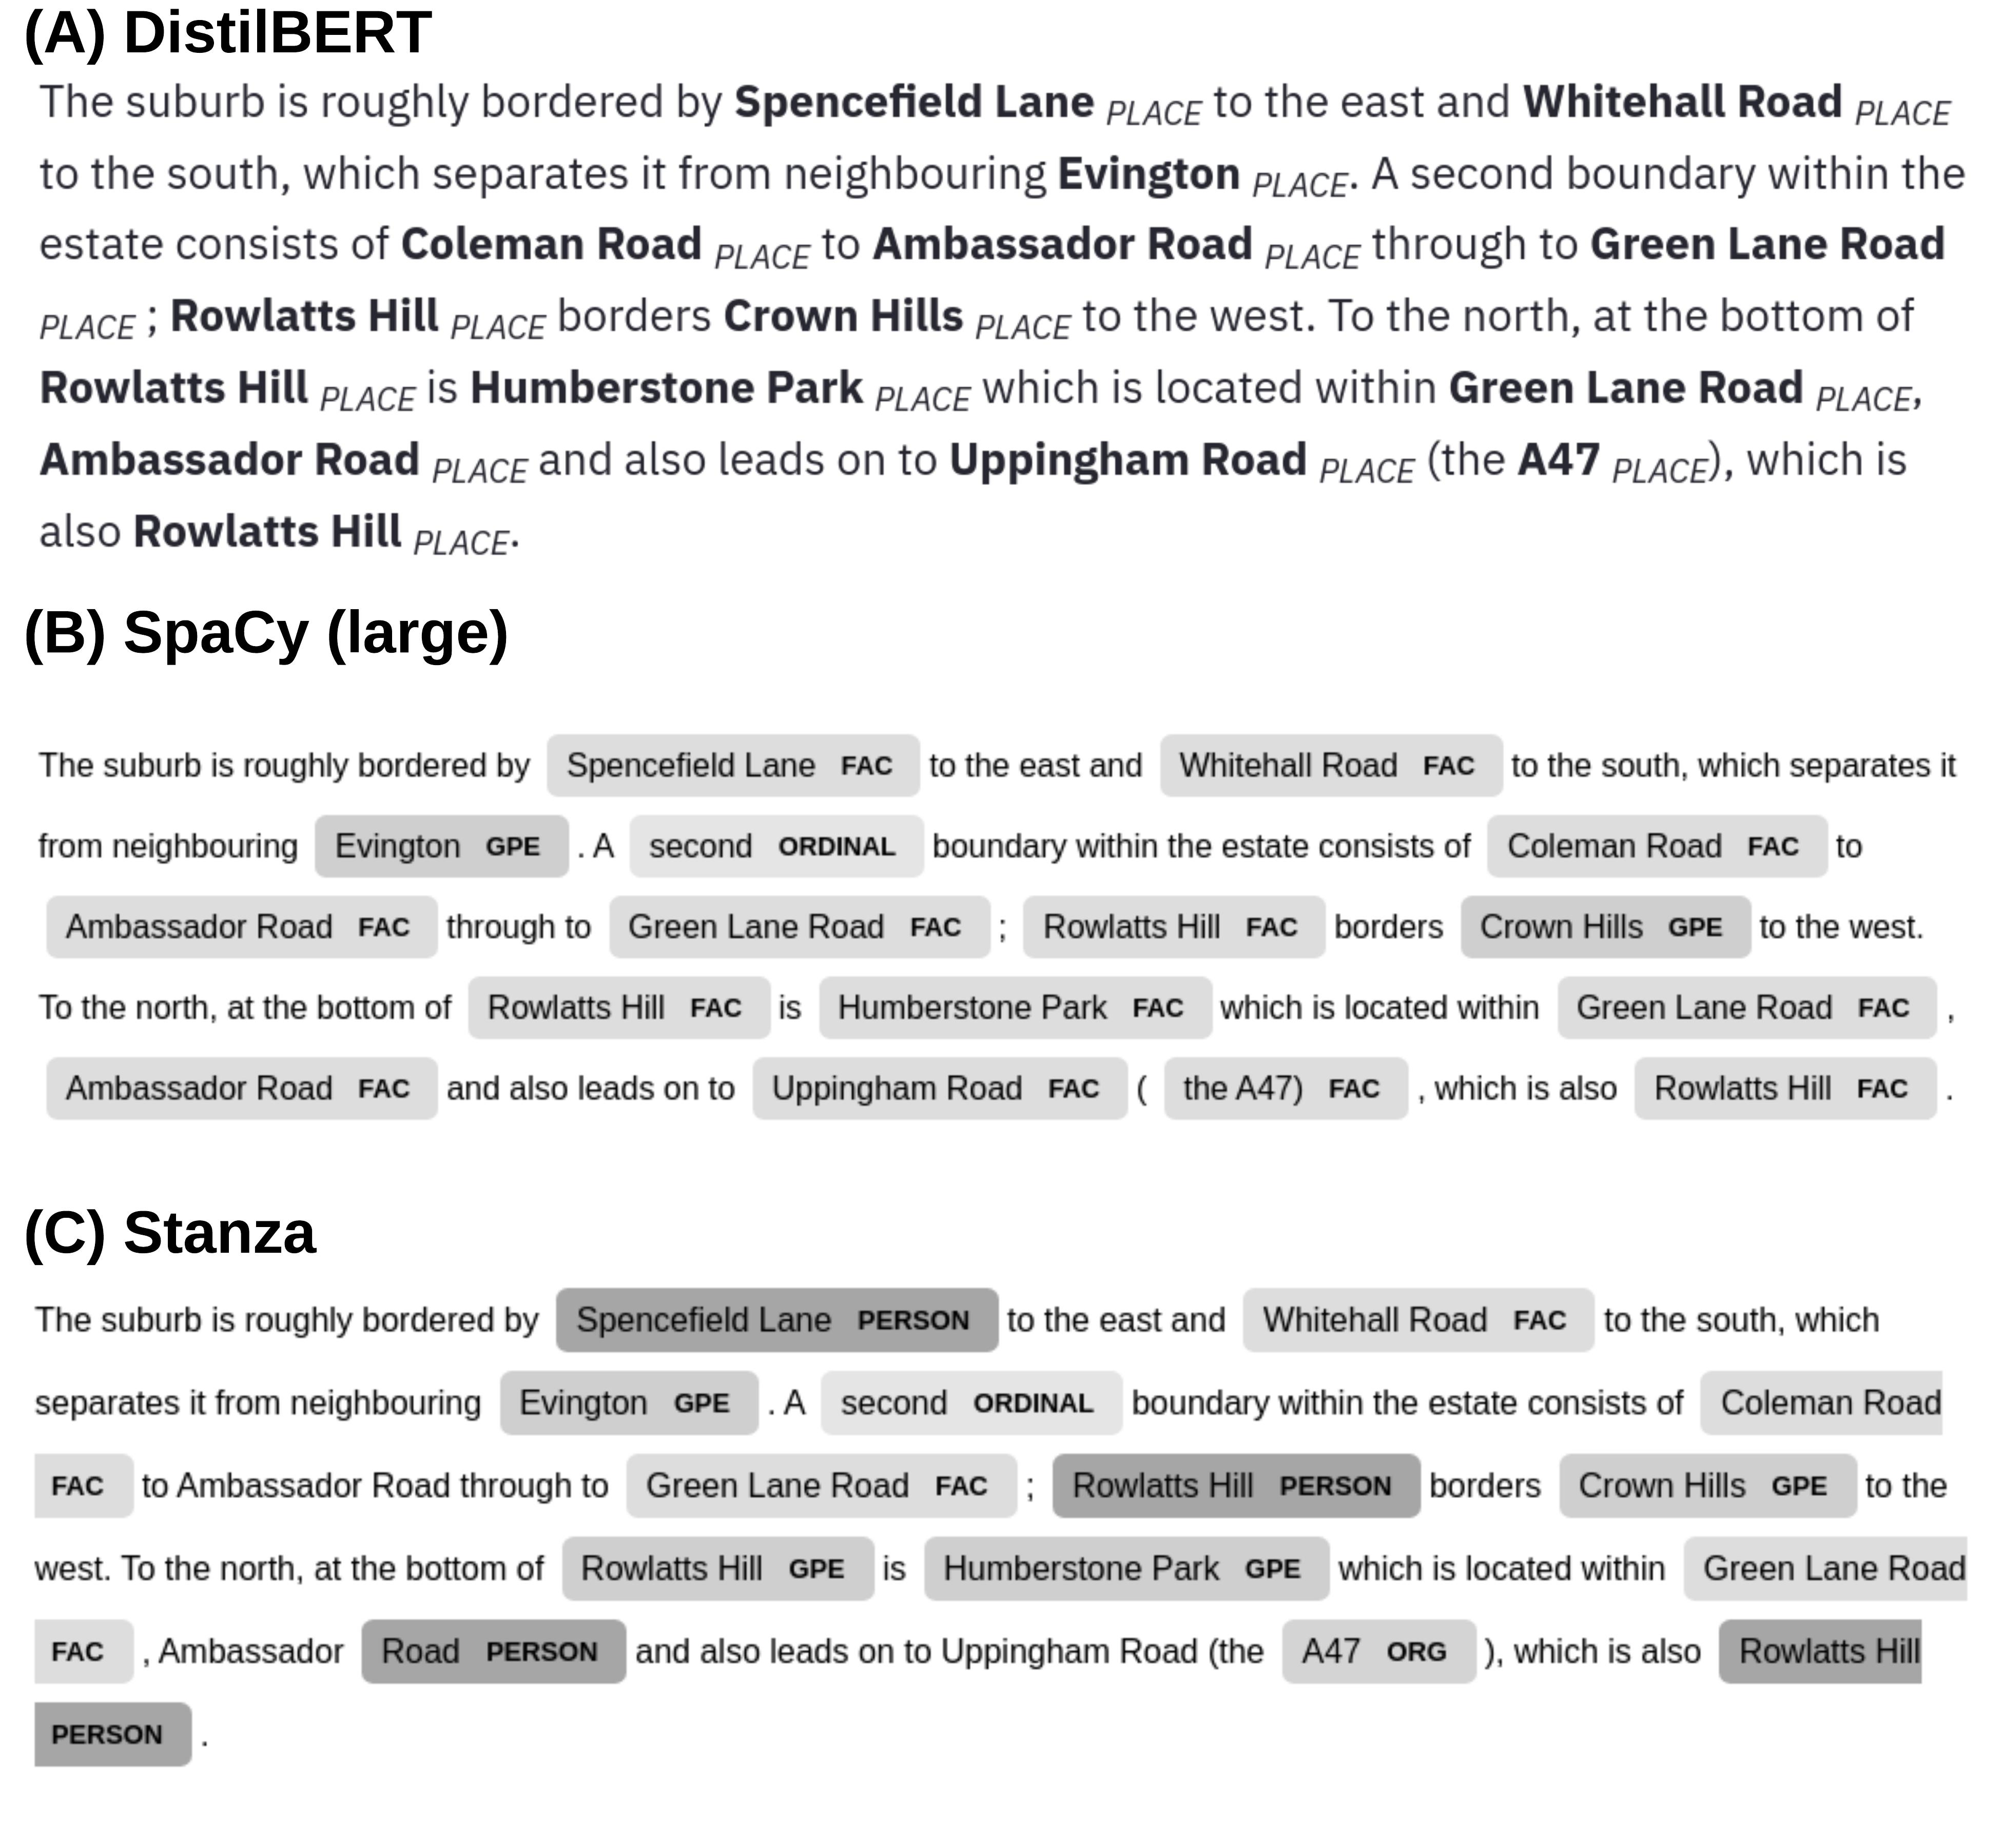 (A) DistilBERT
The suburb is roughly bordered by Spencefield Lane PLACE to the east and Whitehall Road PLACE
to the south, which separates it from neighbouring Evington PLACE. A second boundary within the
estate consists of Coleman Road PLACE to Ambassador Road PLACE through to Green Lane Road
PLACE ; Rowlatts Hill PLACE borders Crown Hills PLACE to the west. To the north, at the bottom of
Rowlatts Hill PLACE is Humberstone Park PLACE which is located within Green Lane Road PLACE,
Ambassador Road PLACE and also leads on to Uppingham Road PLACE (the A47 PLACE), which is
also Rowlatts Hill PLACE.
(B) SpaCy (large)
The suburb is roughly bordered by Spencefield Lane FAC to the east and Whitehall Road FAC to the south, which separates it
from neighbouring Evington GPE . A second ORDINAL boundary within the estate consists of Coleman Road FAC to
Ambassador Road FAC through to Green Lane Road FAC ; Rowlatts Hill FAC borders Crown Hills GPE to the west.
To the north, at the bottom of Rowlatts Hill FAC is Humberstone Park FAC which is located within Green Lane Road FAC ,
Ambassador Road FAC and also leads on to Uppingham Road FAC ( the A47) FAC , which is also Rowlatts Hill FAC .
(C) Stanza
The suburb is roughly bordered by Spencefield Lane PERSON to the east and Whitehall Road FAC to the south, which
separates it from neighbouring Evington GPE . A second ORDINAL boundary within the estate consists of Coleman Road
FAC to Ambassador Road through to Green Lane Road FAC ; Rowlatts Hill PERSON borders Crown Hills GPE to the
west. To the north, at the bottom of Rowlatts Hill GPE is Humberstone Park GPE which is located within Green Lane Road
FAC , Ambassador Road PERSON and also leads on to Uppingham Road (the A47 ORG ), which is also Rowlatts Hill
PERSON .